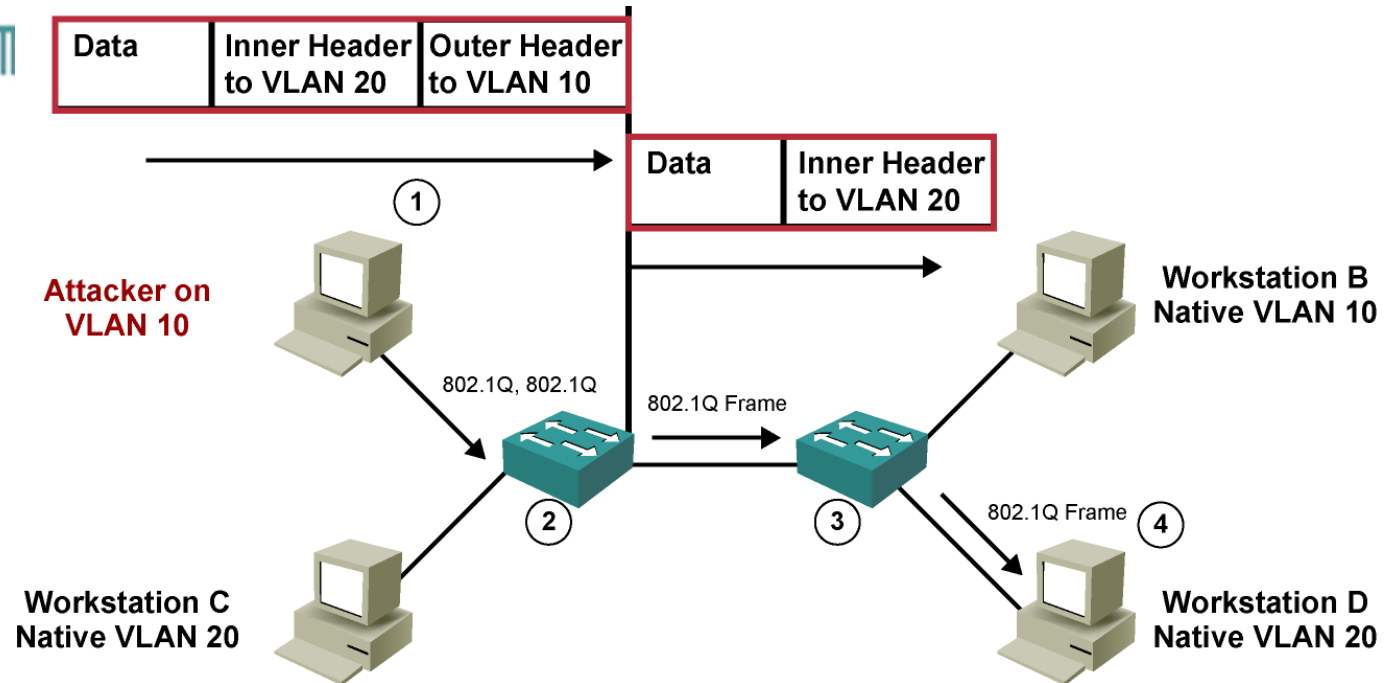 Data
Inner Header
to VLAN 20
Outer Header
to VLAN 10
Data
Inner Header
to VLAN 20
1
Attacker on
VLAN 10
Workstation B
Native VLAN 10
802.1Q, 802.1Q
802.1Q Frame
2
3
802.1Q Frame
4
Workstation C
Native VLAN 20
Workstation D
Native VLAN 20